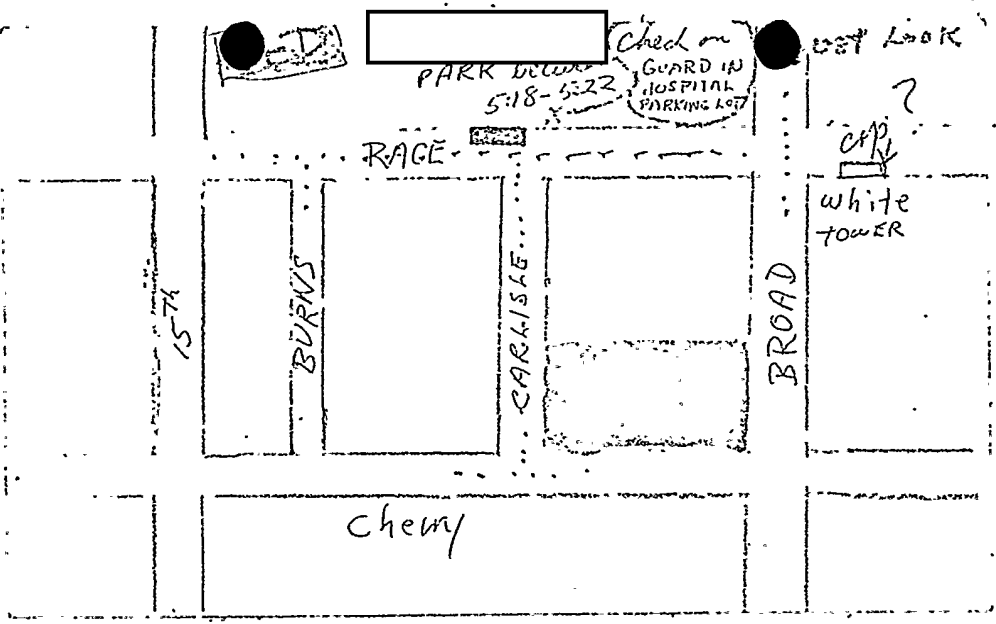 D
Check on
GUARD IN
HOSPITAL
PARKING LOT
LOOK
PARK
5:18-5:22
?
RACE
White
TOWER
15Th
BURNS
CARLISLE
BROAD
Cherry